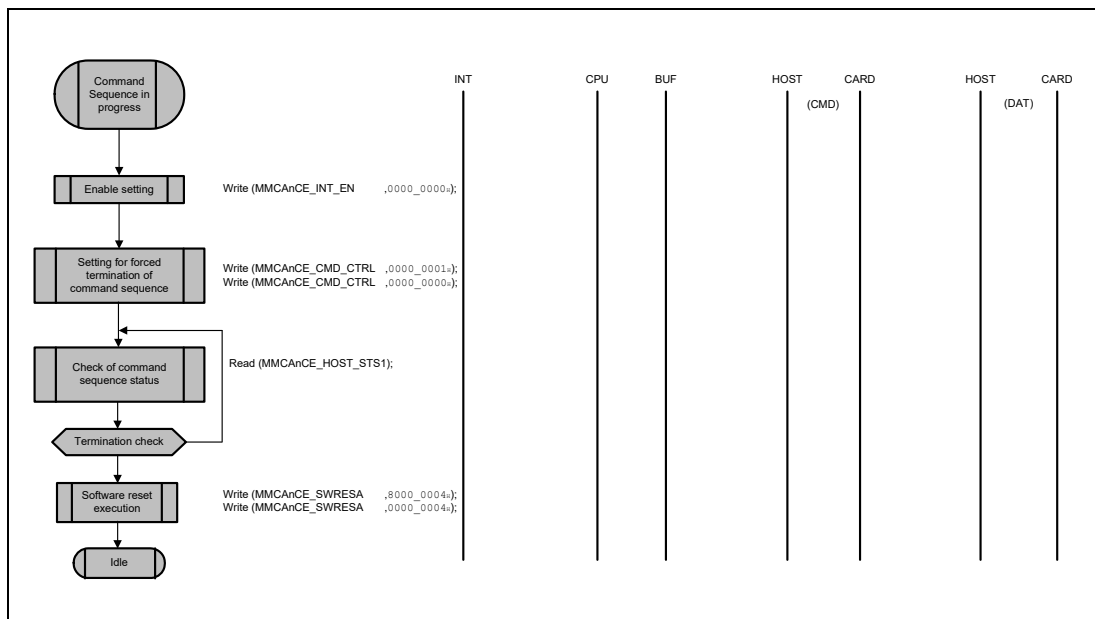 INT CPU BUF HOST CARD HOST CARD
(CMD) (DAT)
Command
Sequence in
progress
Enable setting
Write (MMCAnCE_INT_EN ,0000_0000H);
Setting for forced
termination of
command sequence
Write (MMCAnCE_CMD_CTRL ,0000_0001H);
Write (MMCAnCE_CMD_CTRL ,0000_0000H);
Check of command
sequence status
Read (MMCAnCE_HOST_STS1);
Termination check
Software reset
execution
Write (MMCAnCE_SWRESA ,8000_0004H);
Write (MMCAnCE_SWRESA ,0000_0004H);
Idle